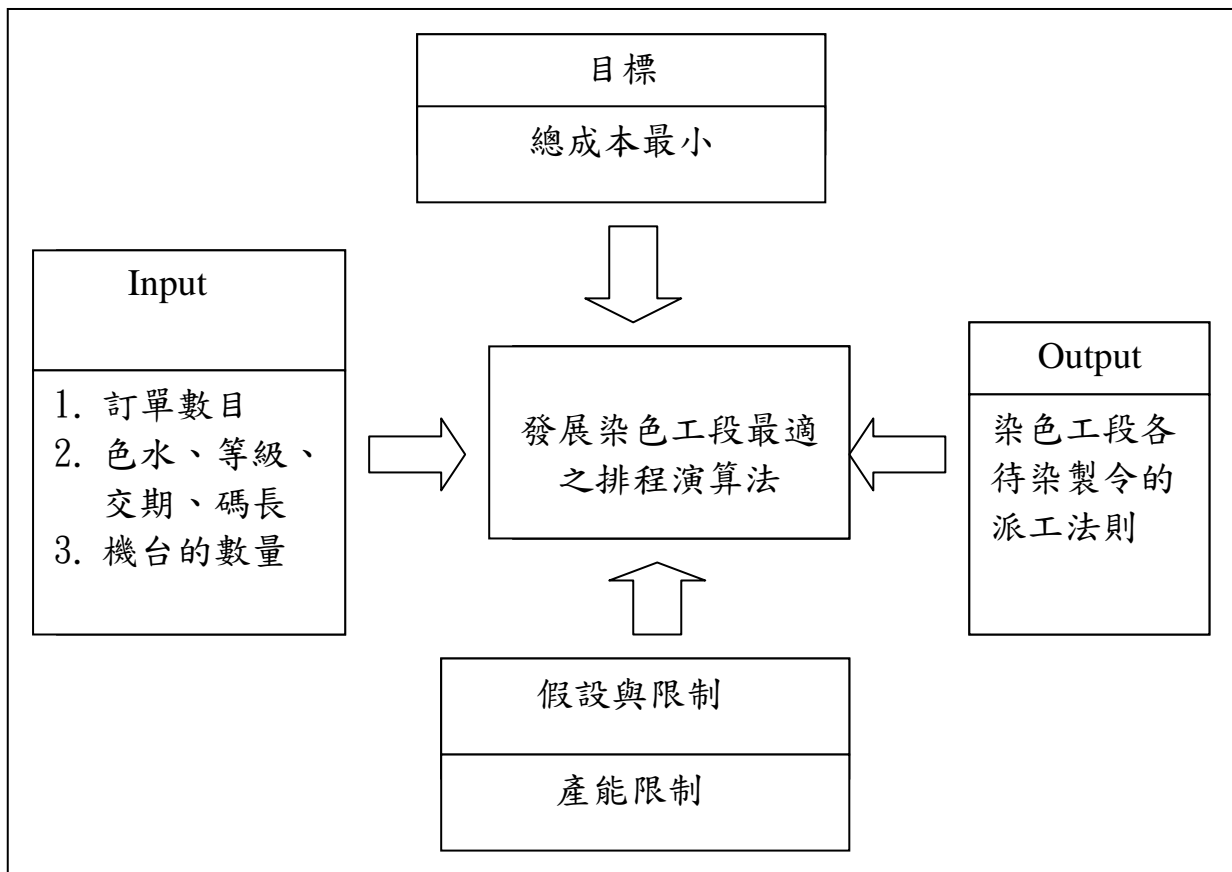 目標
總成本最小
Input
1. 訂單數目
2. 色水、等級、
交期、碼長
3. 機台的數量
發展染色工段最適
之排程演算法
Output
染色工段各
待染製令的
派工法則
假設與限制
產能限制